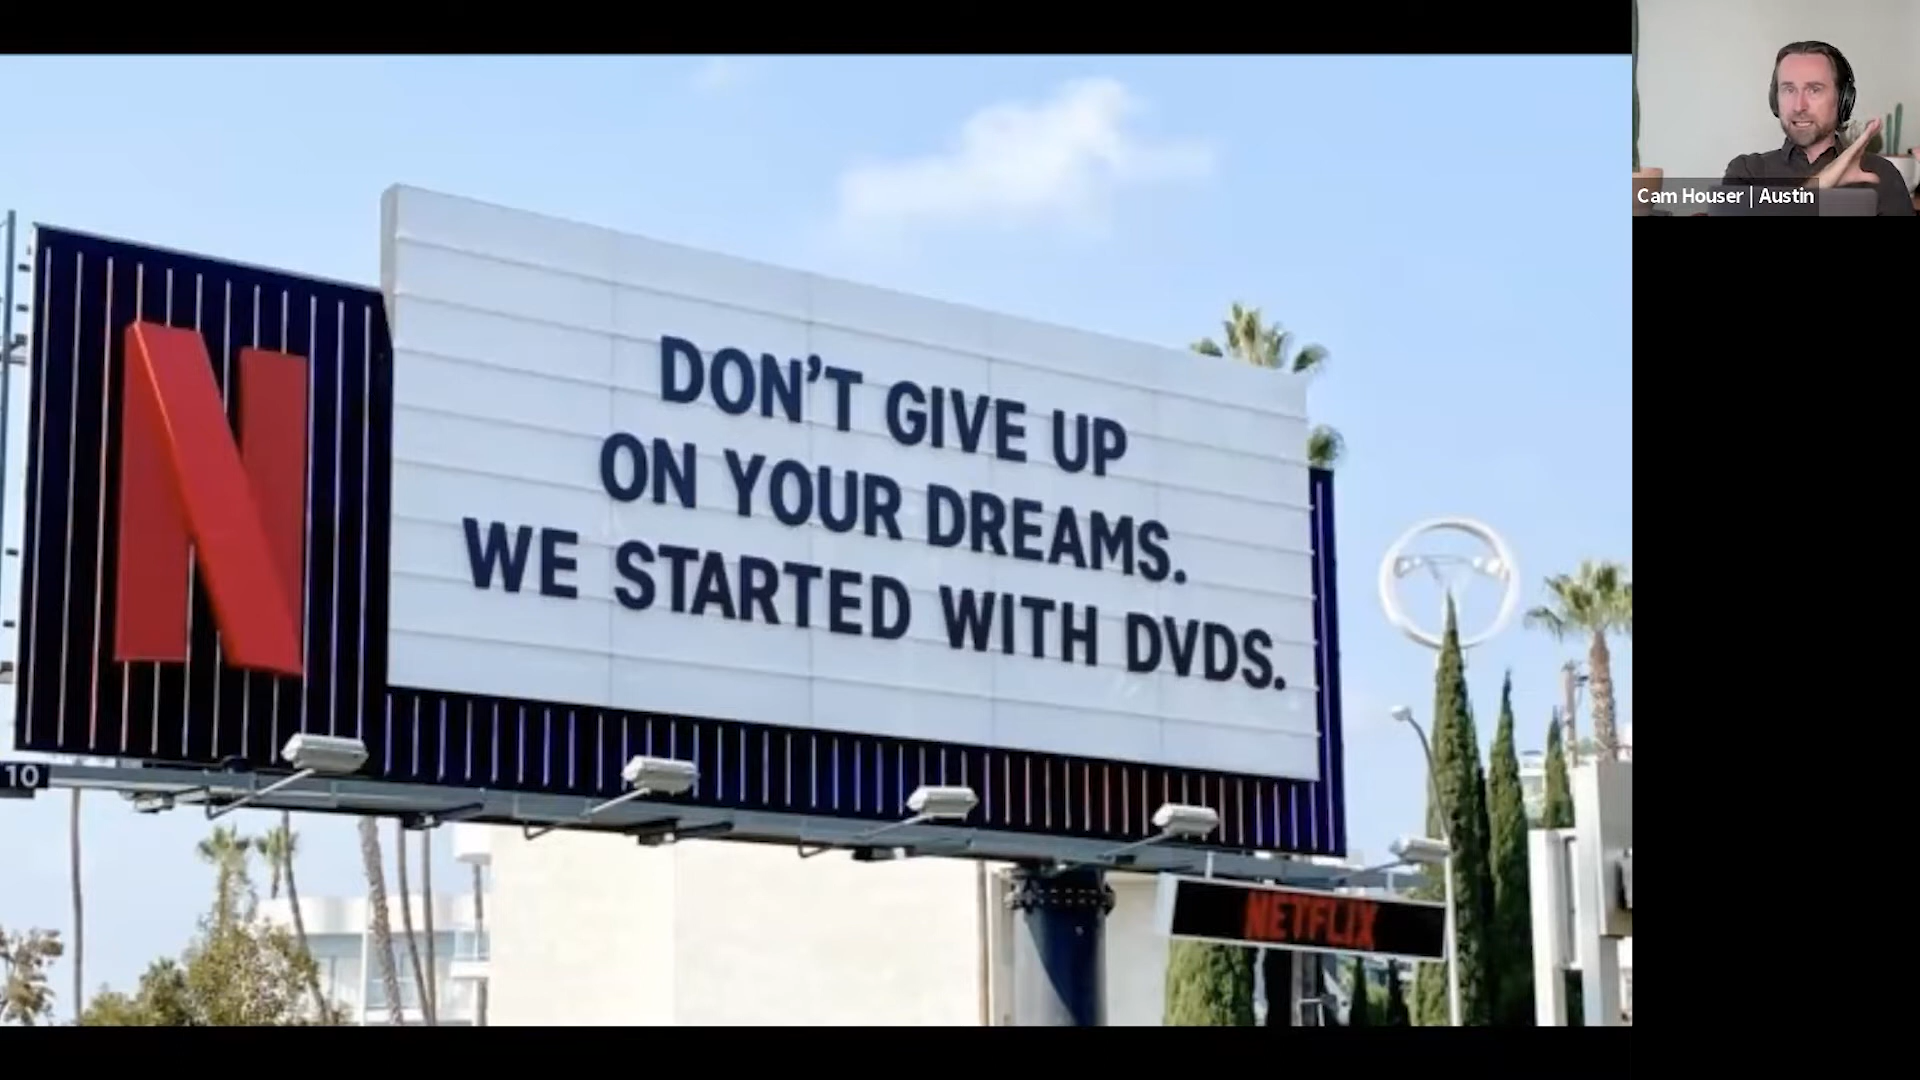 DON'T GIVE UP
ON YOUR DREAMS.
WE STARTED WITH DVDS.
N
10
NETFLIX
Cam Houser | Austin